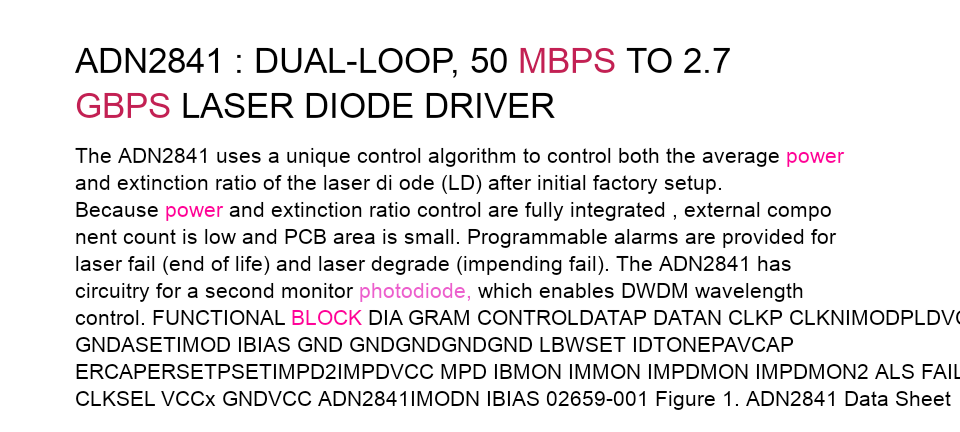 ADN2841 : DUAL-LOOP, 50 MBPS TO 2.7
GBPS LASER DIODE DRIVER
The ADN2841 uses a unique control algorithm to control both the average power
and extinction ratio of the laser di ode (LD) after initial factory setup.
Because power and extinction ratio control are fully integrated , external compo
nent count is low and PCB area is small. Programmable alarms are provided for
laser fail (end of life) and laser degrade (impending fail). The ADN2841 has
circuitry for a second monitor photodiode, which enables DWDM wavelength
control. FUNCTIONAL BLOCK DIA GRAM CONTROLDATAP DATAN CLKP
GNDASETIMOD IBIAS GND GNDGNDGNDGND LBWSET IDTONEPAVCAP
ERCAPERSETPSETIMPD2IMPDVCC MPD IBMON IMMON IMPDMON IMPDMON2 ALS FAIL
CLKSEL VCCx GNDVCC ADN2841IMODN IBIAS 02659-001 Figure 1. ADN2841 Data Sheet